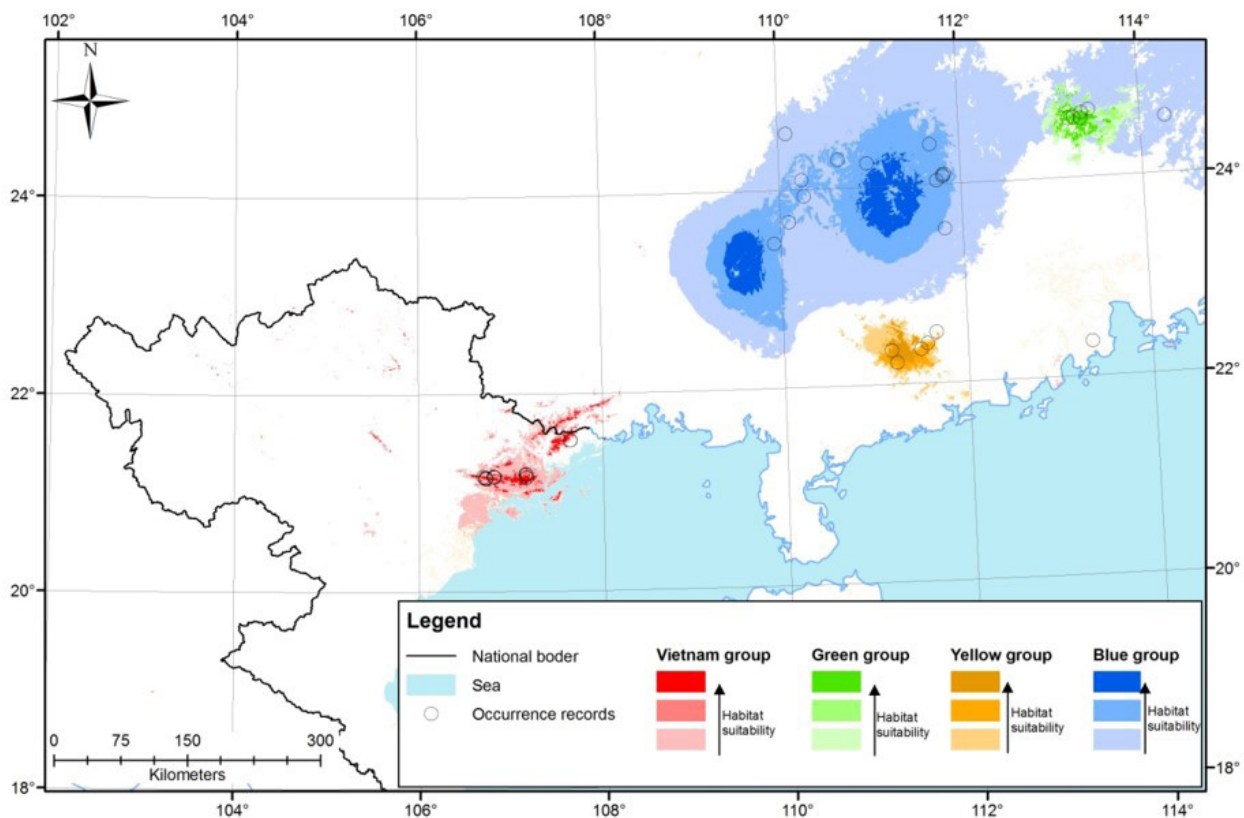 102° 104° 106° 108° 110° 112° 114°
N
24° 24°
22° 22°
20° 20°
18° 18°
Legend
National boder
Sea
Occurrence records
Vietnam group
Habitat
suitability
Green group
Habitat
suitability
Yellow group
Habitat
suitability
Blue group
Habitat
suitability
0 75 150 300
Kilometers
104° 106° 108° 110° 112° 114°